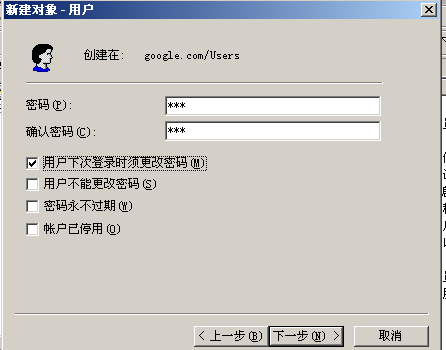 新建对象 - 用户
创建在: google.com/Users
密码(P): ***
确认密码(C): ***
用户下次登录时须更改密码(M)
用户不能更改密码(S)
密码永不过期(W)
帐户已停用(O)
< 上一步(B) 下一步(N) > 取消